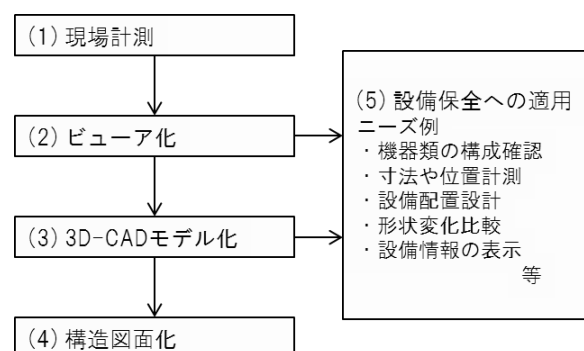 (1) 現場計測
(2) ビューア化
(3) 3D-CADモデル化
(4) 構造図面化
(5) 設備保全への適用
ニーズ例
・機器類の構成確認
・寸法や位置計測
・設備配置設計
・形状変化比較
・設備情報の表示
等